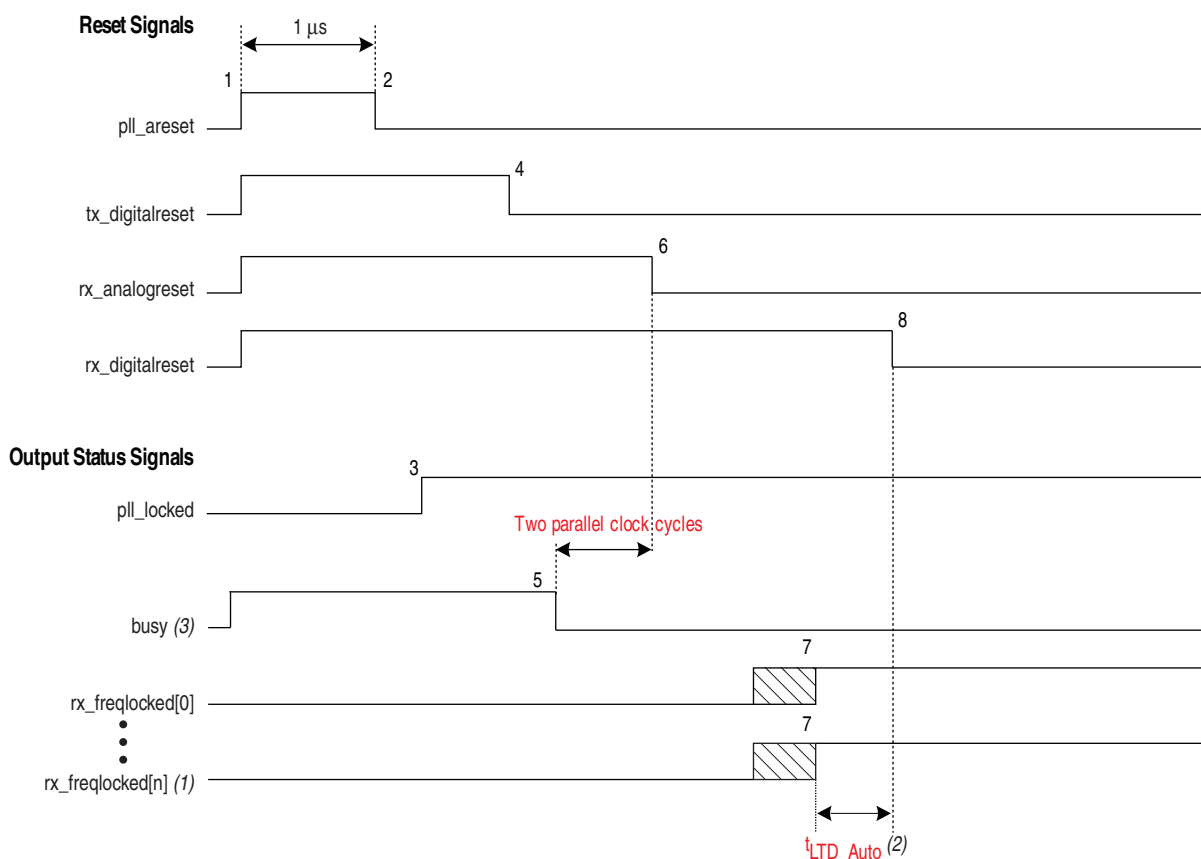 Reset Signals
1 μs
1
2
pll_areset
4
tx_digitalreset
6
rx_analogreset
8
rx_digitalreset
Output Status Signals
3
pll_locked
Two parallel clock cycles
5
busy (3)
7
rx_freqlocked[0]
7
rx_freqlocked[n] (1)
tLTD_Auto (2)